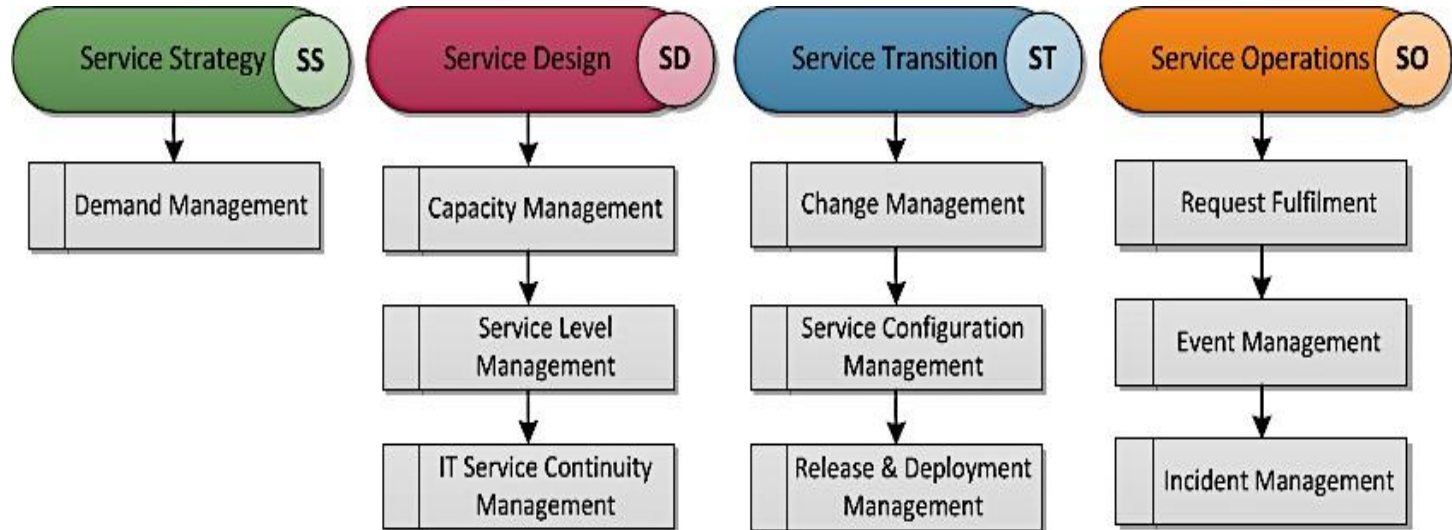 Service Strategy SS
Demand Management
Service Design SD
Capacity Management
Service Level
Management
IT Service Continuity
Management
Service Transition ST
Change Management
Service Configuration
Management
Release & Deployment
Management
Service Operations SO
Request Fulfilment
Event Management
Incident Management